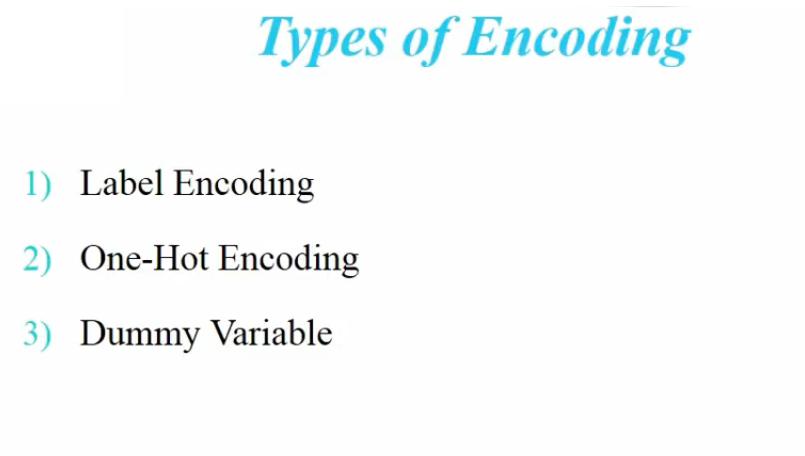 Types of Encoding
1) Label Encoding
2) One-Hot Encoding
3) Dummy Variable